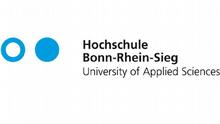 Hochschule
Bonn-Rhein-Sieg
University of Applied Sciences